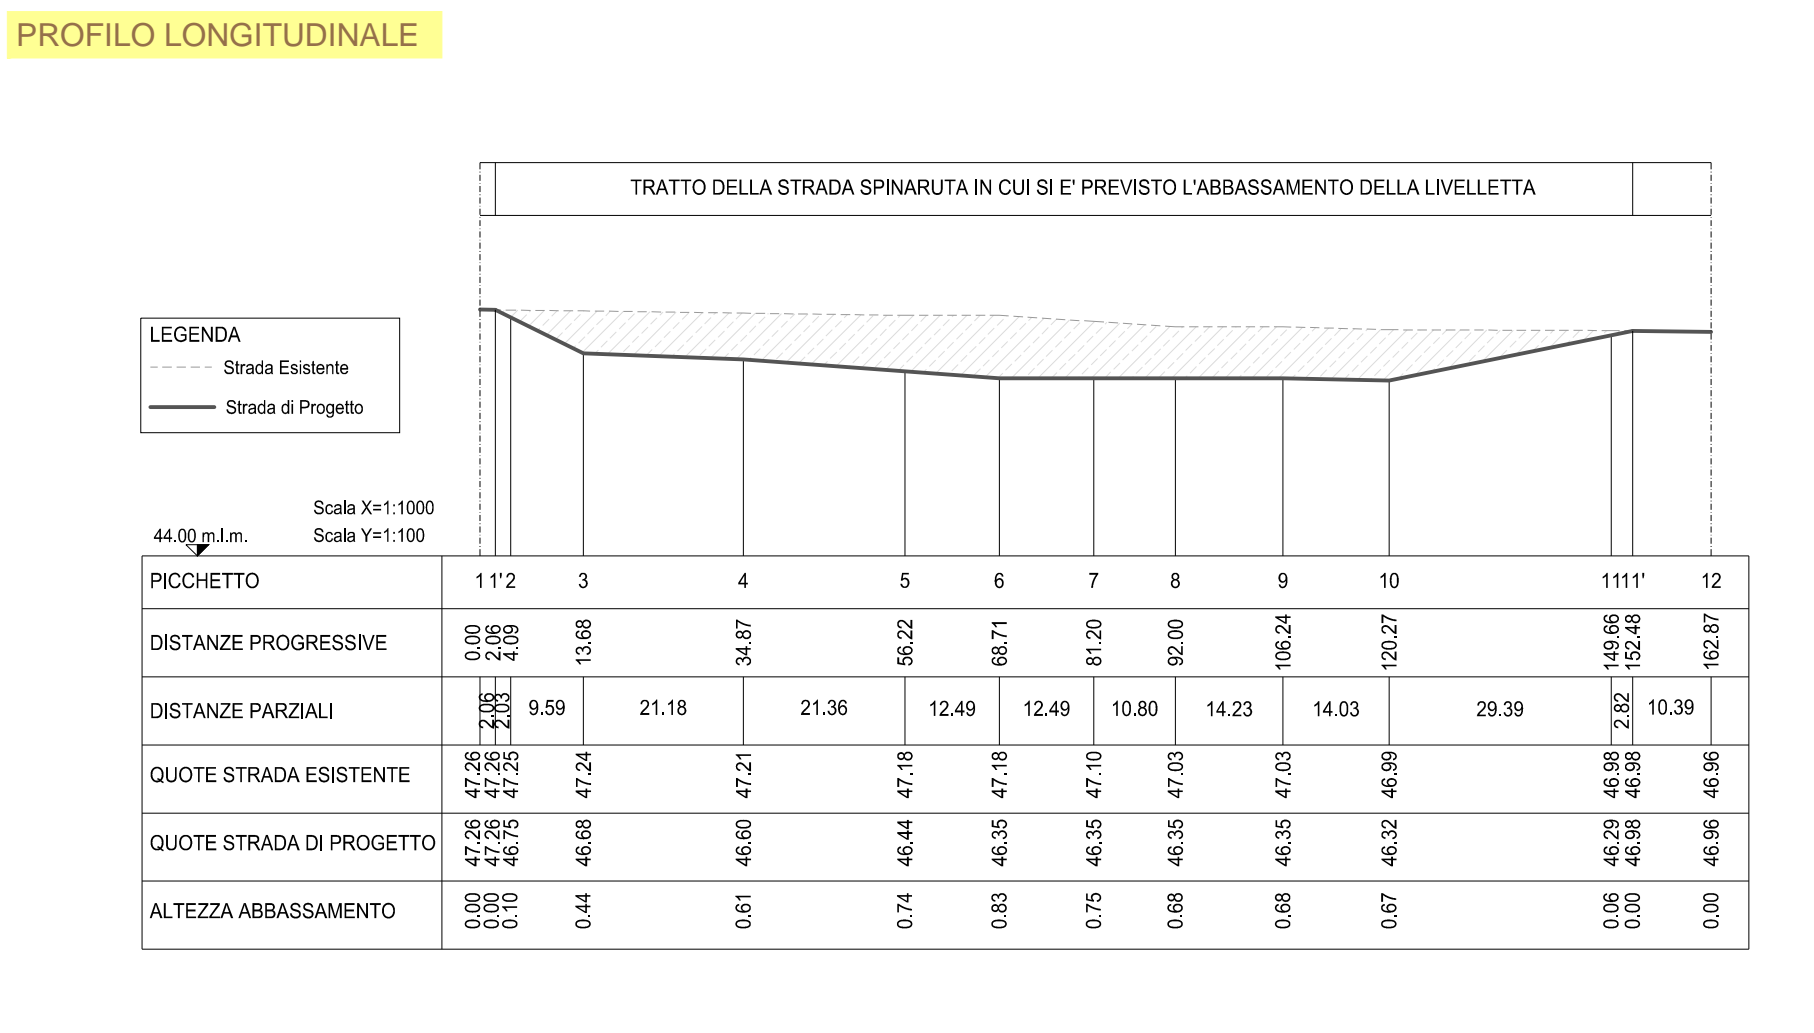 PROFILO LONGITUDINALE
TRATTO DELLA STRADA SPINARUTA IN CUI SI E' PREVISTO L'ABBASSAMENTO DELLA LIVELLETTA
LEGENDA
Strada Esistente
Strada di Progetto
Scala X=1:1000
44.00 m.l.m. Scala Y=1:100
PICCHETTO 1 1' 2 3 4 5 6 7 8 9 10 11 11' 12
DISTANZE PROGRESSIVE 0.00 2.06 4.09 13.68 34.87 56.22 68.71 81.20 92.00 106.24 120.27 149.66 152.48 162.87
DISTANZE PARZIALI 2.06 2.03 9.59 21.18 21.36 12.49 12.49 10.80 14.23 14.03 29.39 2.82 10.39
QUOTE STRADA ESISTENTE 47.26 47.26 47.25 47.24 47.21 47.18 47.18 47.10 47.03 47.03 46.99 46.98 46.98 46.96
QUOTE STRADA DI PROGETTO 47.26 47.26 46.75 46.68 46.60 46.44 46.35 46.35 46.35 46.35 46.32 46.29 46.98 46.96
ALTEZZA ABBASSAMENTO 0.00 0.00 0.10 0.44 0.61 0.74 0.83 0.75 0.68 0.68 0.67 0.06 0.00 0.00